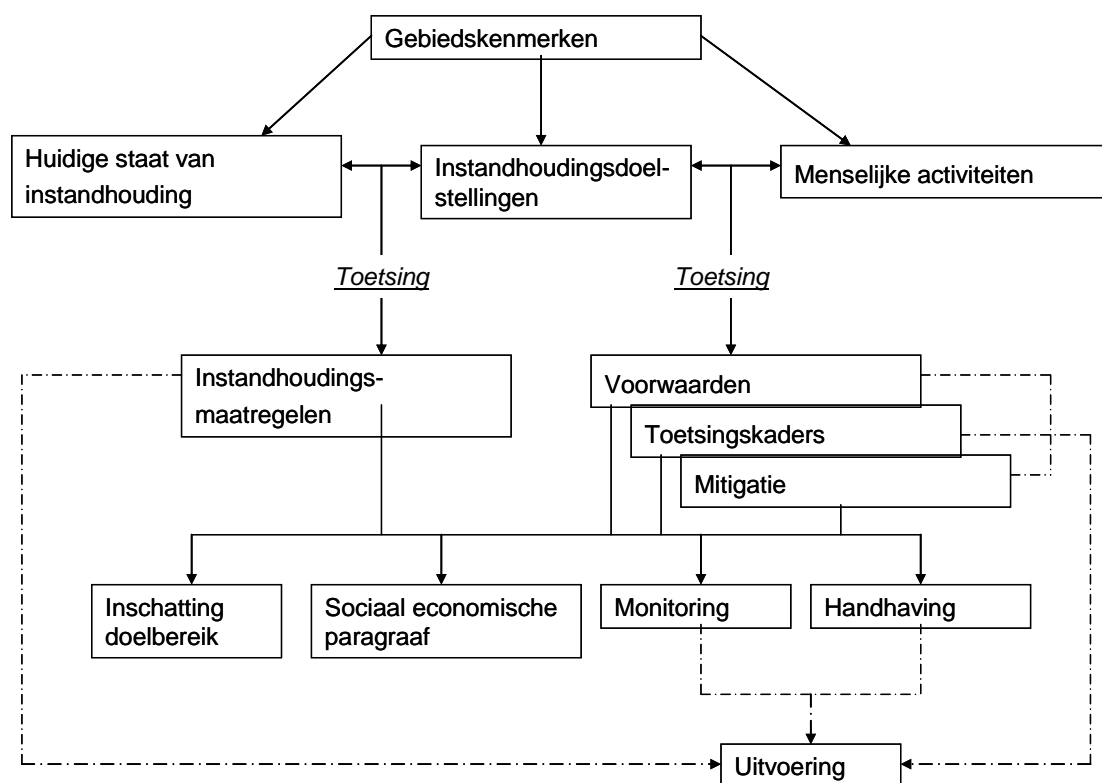 Gebiedskenmerken
Huidige staat van
instandhouding
Instandhoudingsdoel-
stellingen
Menselijke activiteiten
Toetsing
Toetsing
Instandhoudings-
maatregelen
Voorwaarden
Toetsingskaders
Mitigatie
Inschatting
doelbereik
Sociaal economische
paragraaf
Monitoring
Handhaving
Uitvoering